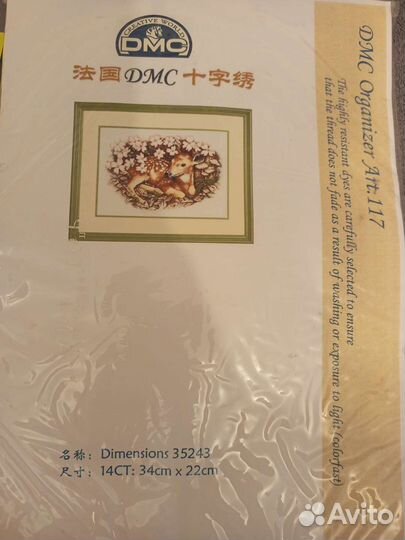 CREATIVE WORLD
DMC
法国DMC十字绣
DMC Organizer Art.117
The highly resistant dyes are carefully selected to ensure
that the thread does not fade as a result of washing or exposure to light (colorfast)
名称: Dimensions 35243
尺寸: 14CT: 34cm x 22cm
Avito